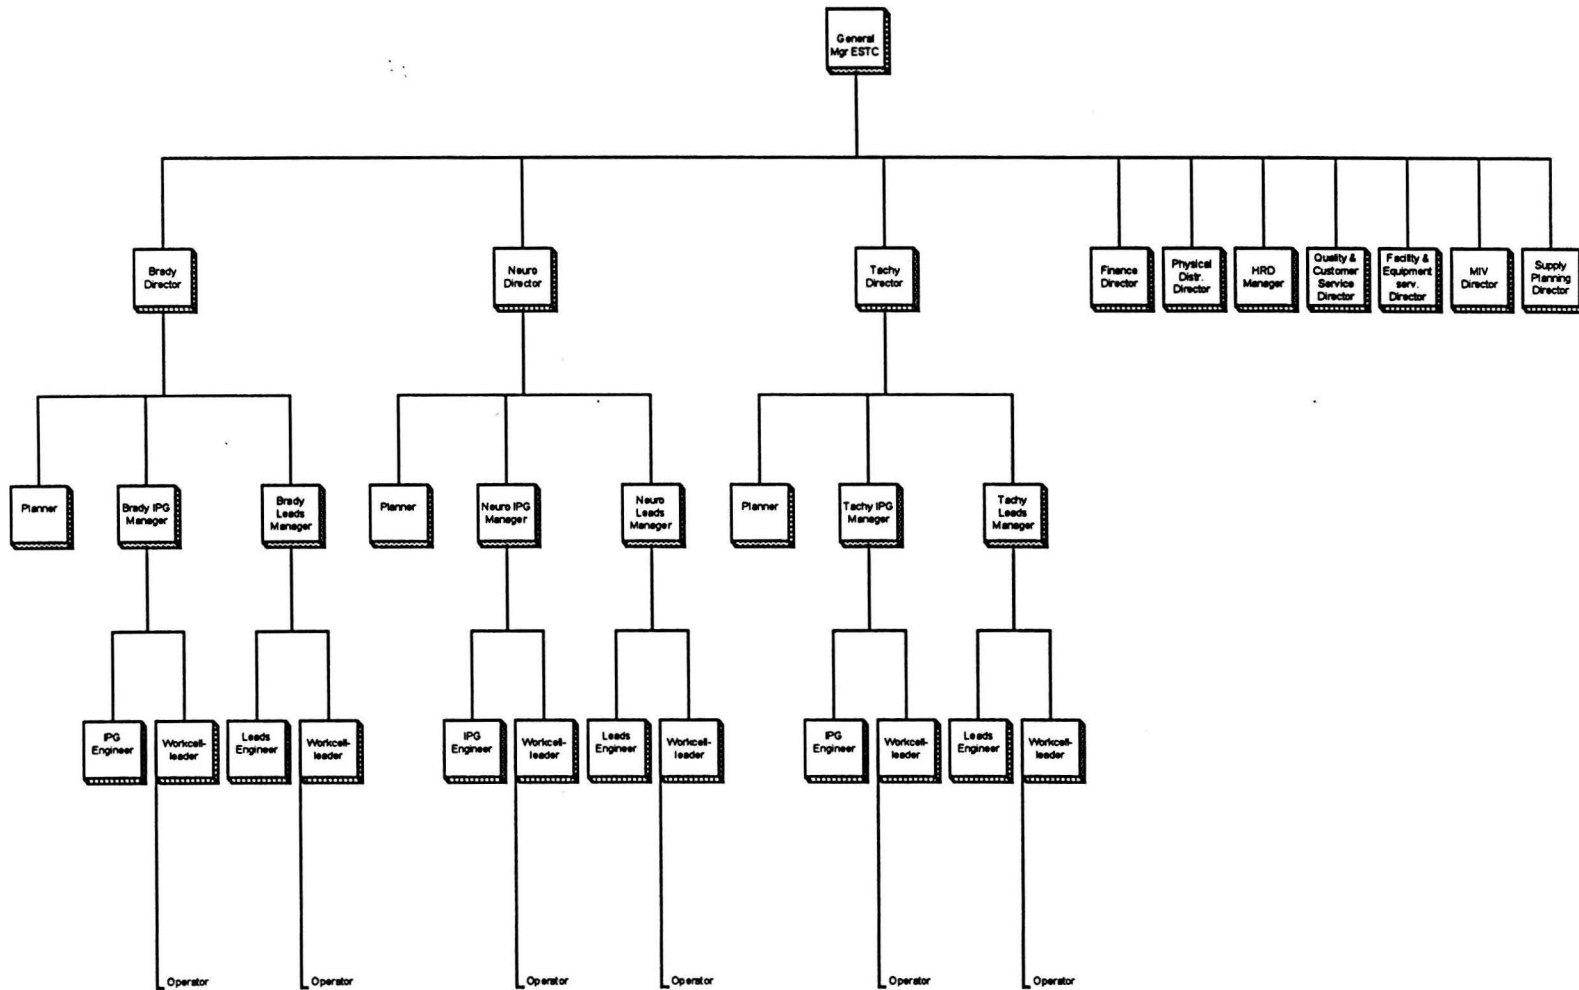 General
Mgr ESTC
Brady
Director
Neuro
Director
Tachy
Director
Finance
Director
Physical
Distr.
Director
HRD
Manager
Quality &
Customer
Service
Director
Facility &
Equipment
serv.
Director
MIV
Director
Supply
Planning
Director
Planner
Brady IPG
Manager
Brady
Leads
Manager
Planner
Neuro IPG
Manager
Neuro
Leads
Manager
Planner
Tachy IPG
Manager
Tachy
Leads
Manager
IPG
Engineer
Workcell-
leader
Leads
Engineer
Workcell-
leader
IPG
Engineer
Workcell-
leader
Leads
Engineer
Workcell-
leader
IPG
Engineer
Workcell-
leader
Leads
Engineer
Workcell-
leader
Operator
Operator
Operator
Operator
Operator
Operator